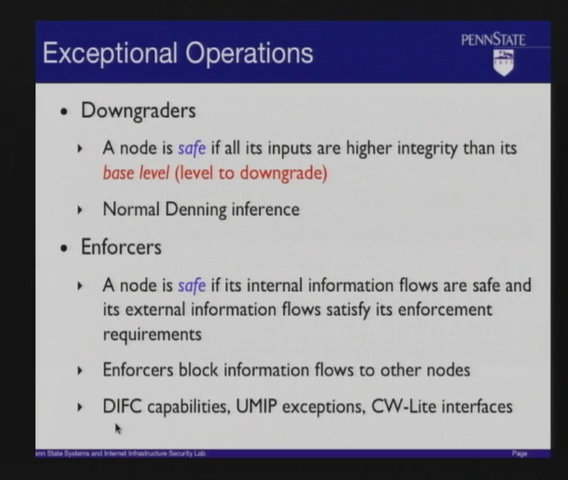 Exceptional Operations
PENNSTATE
• Downgraders
A node is safe if all its inputs are higher integrity than its
base level (level to downgrade)
Normal Denning inference
• Enforcers
A node is safe if its internal information flows are safe and
its external information flows satisfy its enforcement
requirements
Enforcers block information flows to other nodes
DIFC capabilities, UMIP exceptions, CW-Lite interfaces
enn State Systems and Internet Infrastructure Security Lab
Page